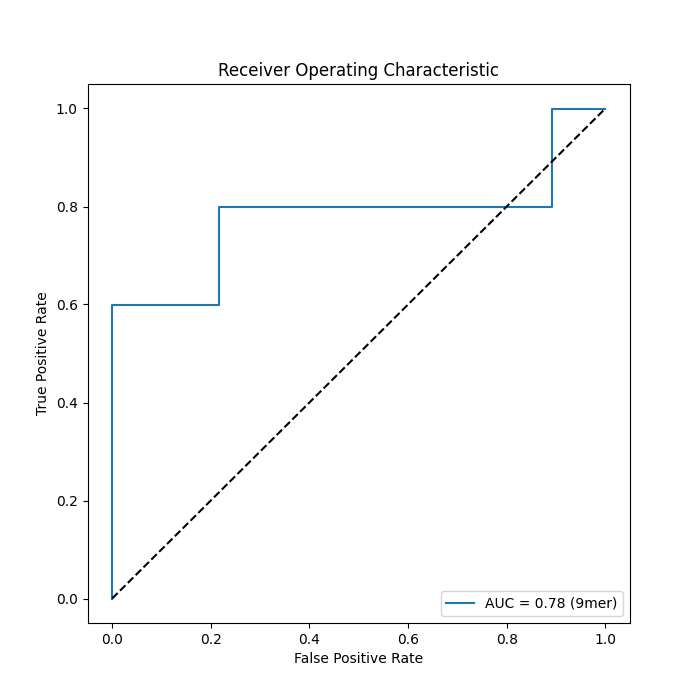 Receiver Operating Characteristic
True Positive Rate
1.0
0.8
0.6
0.4
0.2
0.0
AUC = 0.78 (9mer)
0.0 0.2 0.4 0.6 0.8 1.0
False Positive Rate